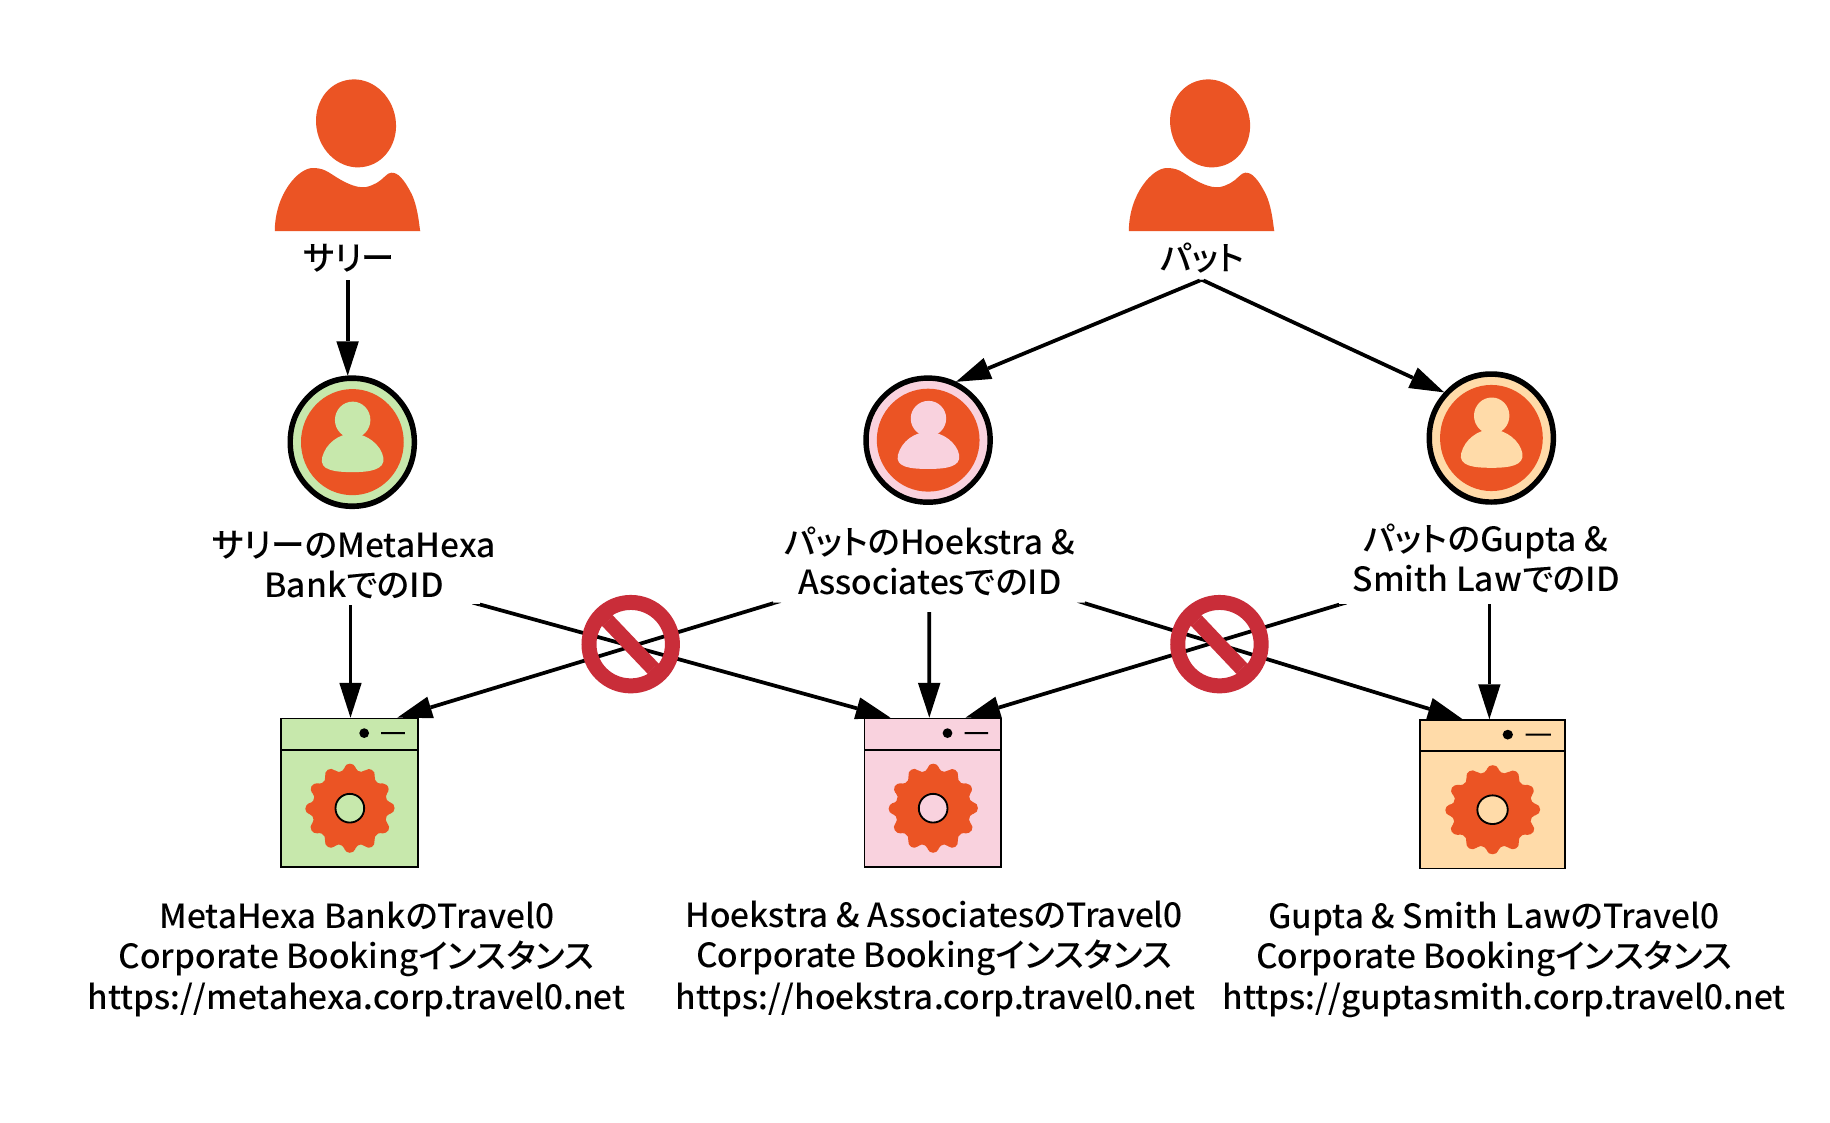 サリー
パット
サリーのMetaHexa
BankでのID
パットのHoekstra &
AssociatesでのID
パットのGupta &
Smith LawでのID
MetaHexa BankのTravel0
Corporate Bookingインスタンス
https://metahexa.corp.travel0.net
Hoekstra & AssociatesのTravel0
Corporate Bookingインスタンス
https://hoekstra.corp.travel0.net
Gupta & Smith LawのTravel0
Corporate Bookingインスタンス
https://guptasmith.corp.travel0.net